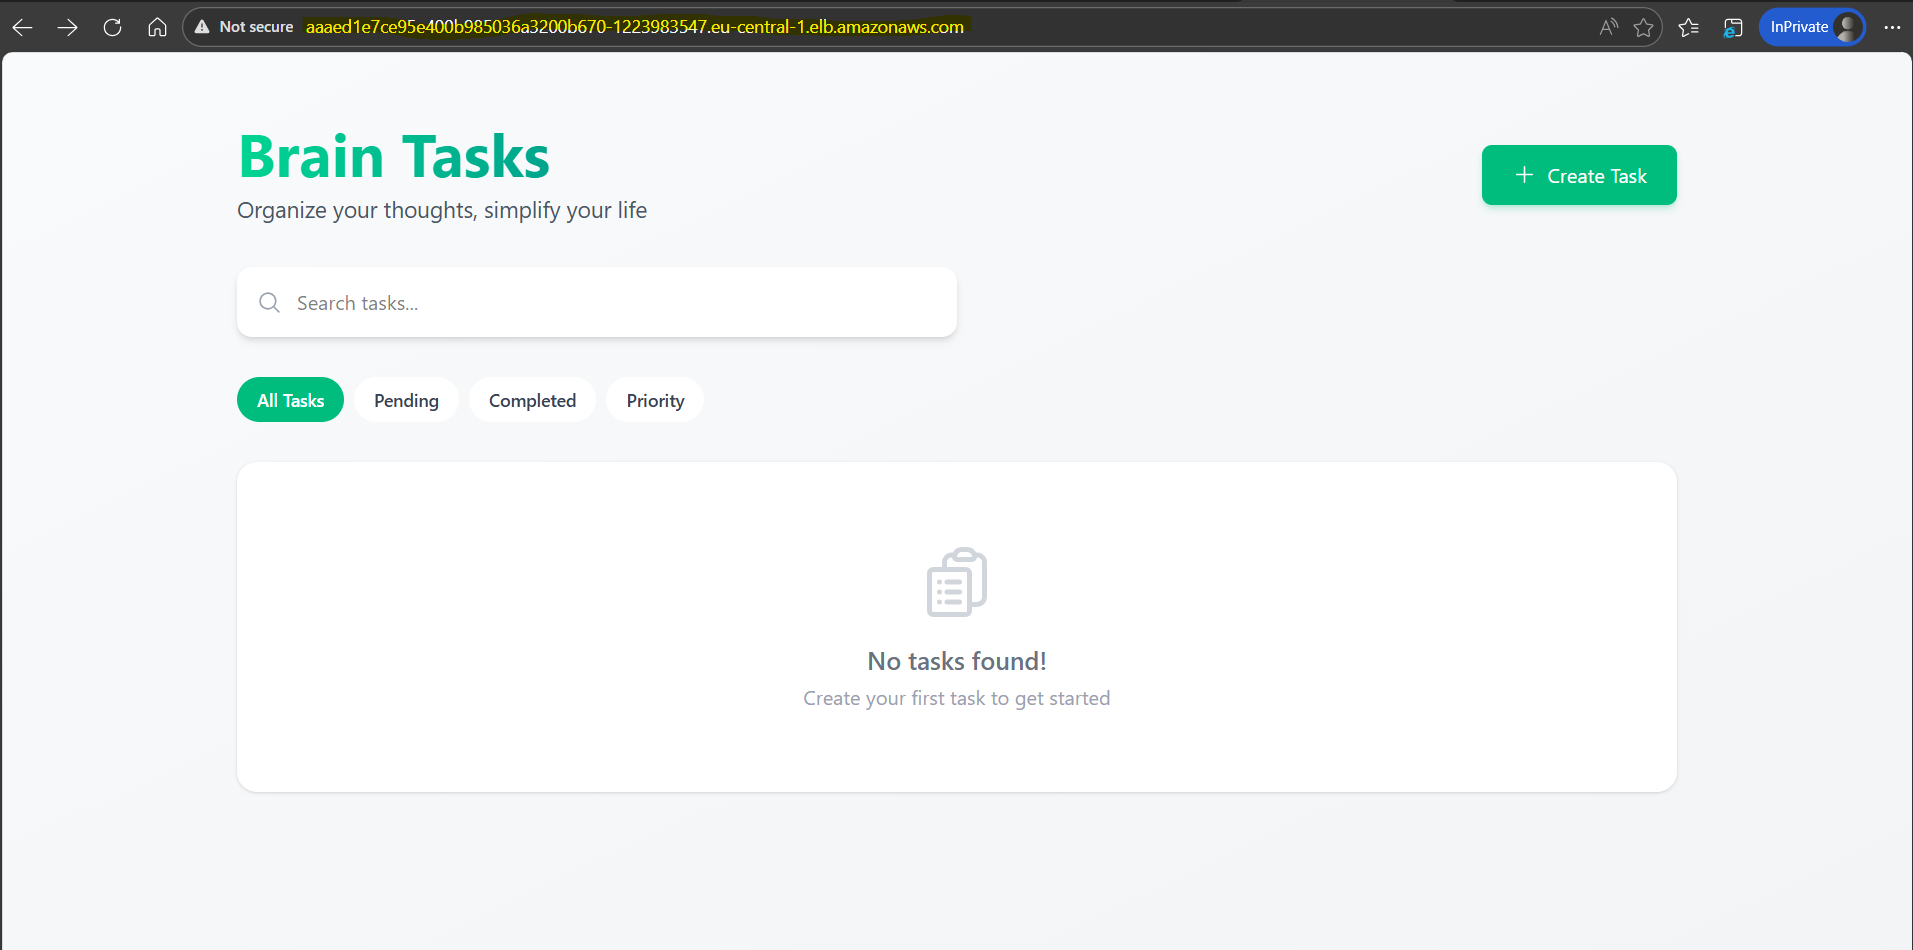 Not secure aaaed1e7ce95e400b985036a3200b670-1223983547.eu-central-1.elb.amazonaws.com
InPrivate
Brain Tasks
Organize your thoughts, simplify your life
Create Task
Search tasks...
All Tasks Pending Completed Priority
No tasks found!
Create your first task to get started